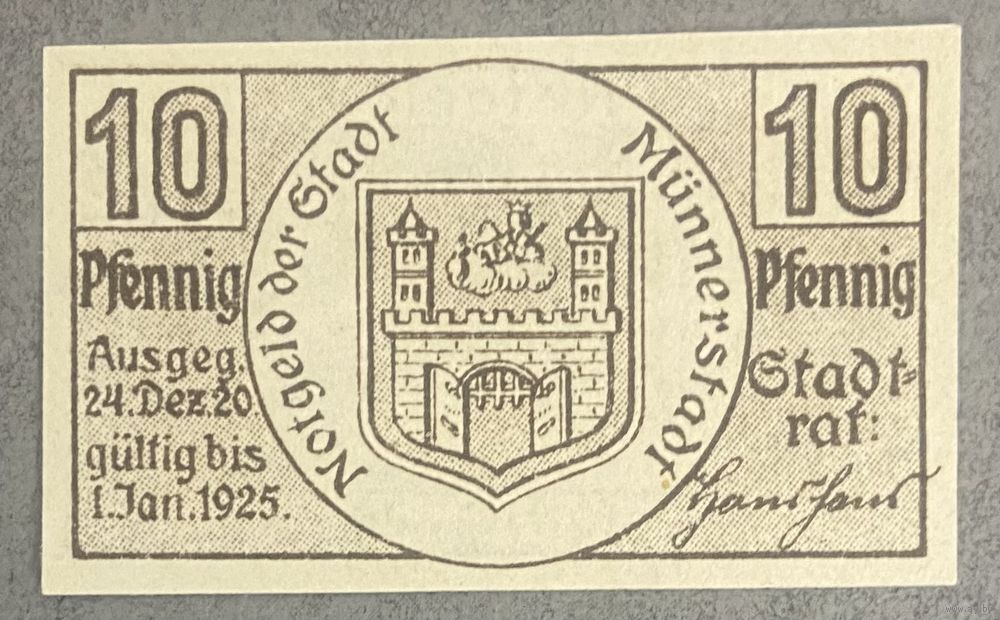 10
Pfennig
Ausgeg.
24.Dez.20.
gültig bis
1.Jan.1925.
Notgeld der Stadt Münnerstadt
10
Pfennig
Stadt-
rat: